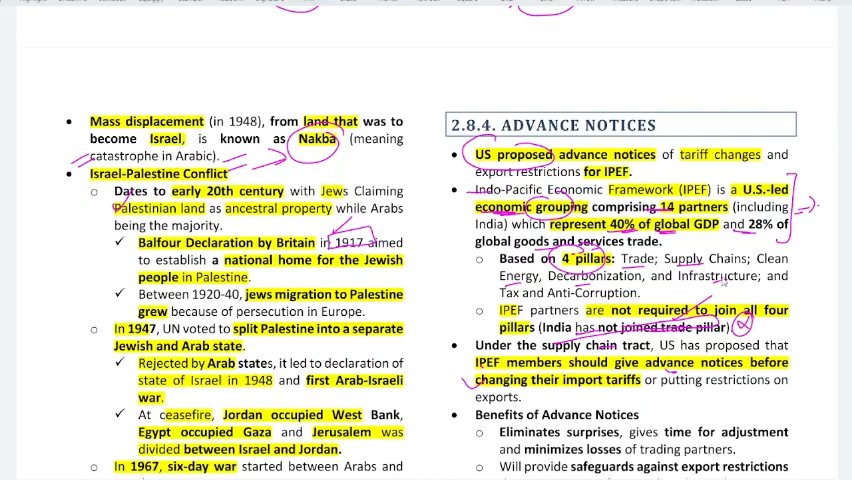 Mass displacement (in 1948), from land that was to
become Israel, is known as Nakba (meaning
catastrophe in Arabic).
Israel-Palestine Conflict
Dates to early 20th century with Jews Claiming
Palestinian land as ancestral property while Arabs
being the majority.
Balfour Declaration by Britain in 1917 aimed
to establish a national home for the Jewish
people in Palestine.
Between 1920-40, jews migration to Palestine
grew because of persecution in Europe.
In 1947, UN voted to split Palestine into a separate
Jewish and Arab state.
Rejected by Arab states, it led to declaration of
state of Israel in 1948 and first Arab-Israeli
war.
At ceasefire, Jordan occupied West Bank,
Egypt occupied Gaza and Jerusalem was
divided between Israel and Jordan.
In 1967, six-day war started between Arabs and
2.8.4. ADVANCE NOTICES
US proposed advance notices of tariff changes and
export restrictions for IPEF.
Indo-Pacific Economic Framework (IPEF) is a U.S.-led
economic grouping comprising 14 partners (including
India) which represent 40% of global GDP and 28% of
global goods and services trade.
Based on 4 pillars: Trade; Supply Chains; Clean
Energy, Decarbonization, and Infrastructure; and
Tax and Anti-Corruption.
IPEF partners are not required to join all four
pillars (India has not joined trade pillar).
Under the supply chain tract, US has proposed that
IPEF members should give advance notices before
changing their import tariffs or putting restrictions on
exports.
Benefits of Advance Notices
Eliminates surprises, gives time for adjustment
and minimizes losses of trading partners.
Will provide safeguards against export restrictions